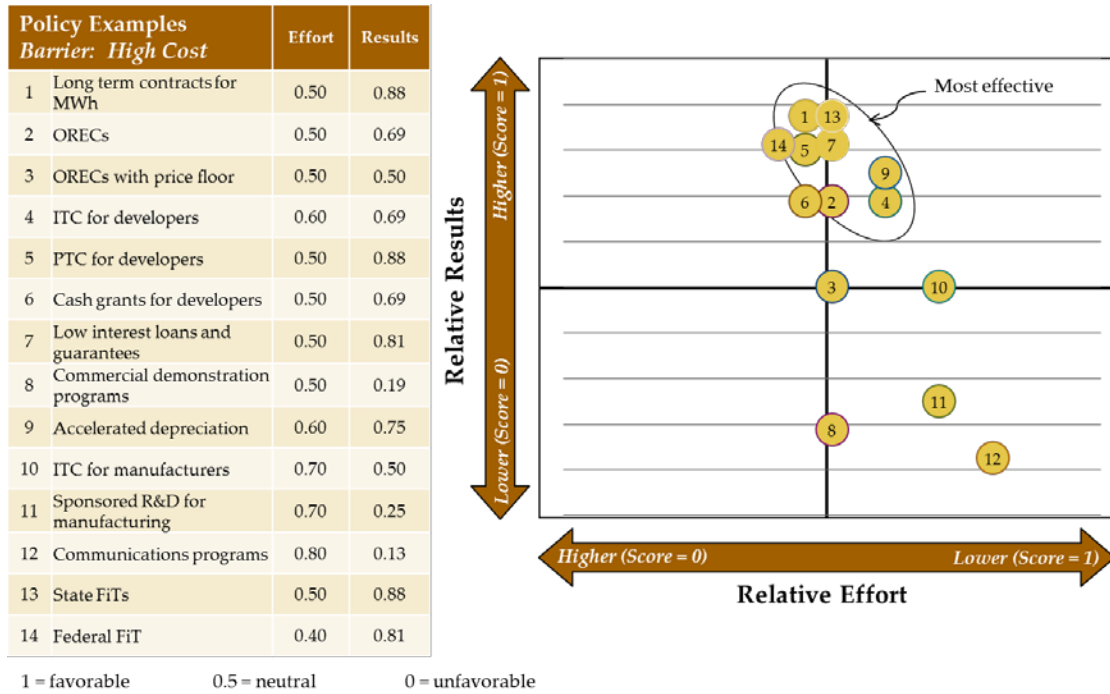 Policy Examples
Barrier: High Cost
Effort
Results
1 Long term contracts for MWh 0.50 0.88
2 ORECs 0.50 0.69
3 ORECs with price floor 0.50 0.50
4 ITC for developers 0.60 0.69
5 PTC for developers 0.50 0.88
6 Cash grants for developers 0.50 0.69
7 Low interest loans and guarantees 0.50 0.81
8 Commercial demonstration programs 0.50 0.19
9 Accelerated depreciation 0.60 0.75
10 ITC for manufacturers 0.70 0.50
11 Sponsored R&D for manufacturing 0.70 0.25
12 Communications programs 0.80 0.13
13 State FiTs 0.50 0.88
14 Federal FiT 0.40 0.81
1 = favorable 0.5 = neutral 0 = unfavorable
Relative Results
Higher (Score = 1)
Lower (Score = 0)
Most effective
1 13
14 5 7
9
6 2 4
3 10
11
8
12
Higher (Score = 0) Lower (Score = 1)
Relative Effort